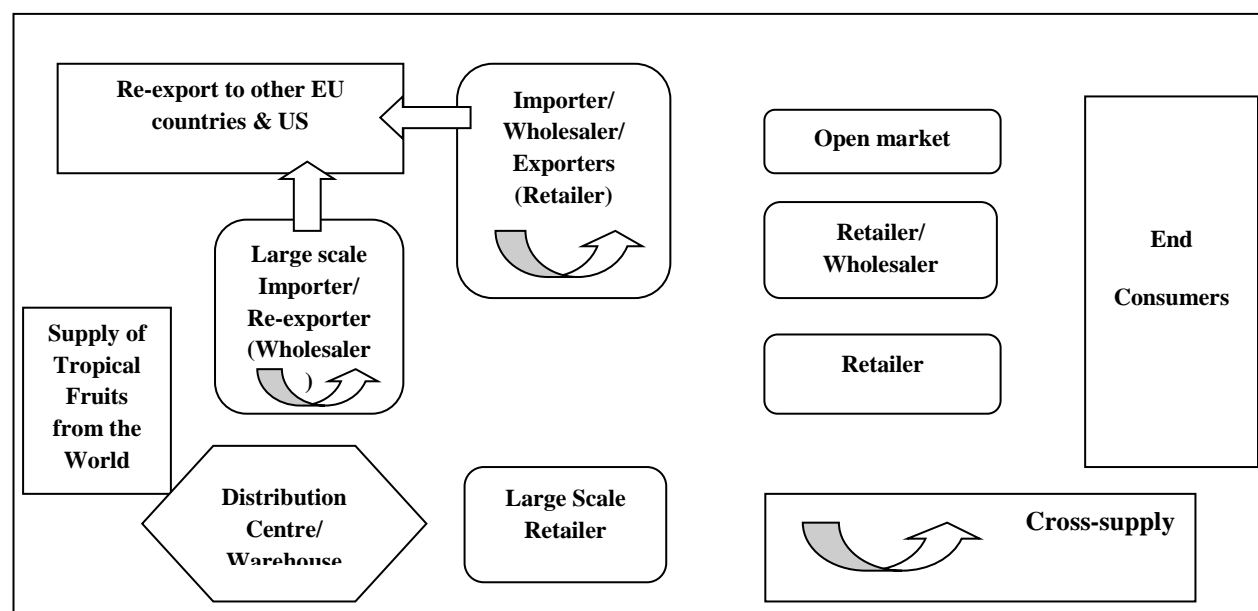 Re-export to other EU
countries & US
Importer/
Wholesaler/
Exporters
(Retailer)
Open market
Retailer/
Wholesaler
End
Consumers
Large scale
Importer/
Re-exporter
(Wholesaler
)
Supply of
Tropical
Fruits
from the
World
Retailer
Distribution
Centre/
Warehouse
Large Scale
Retailer
Cross-supply